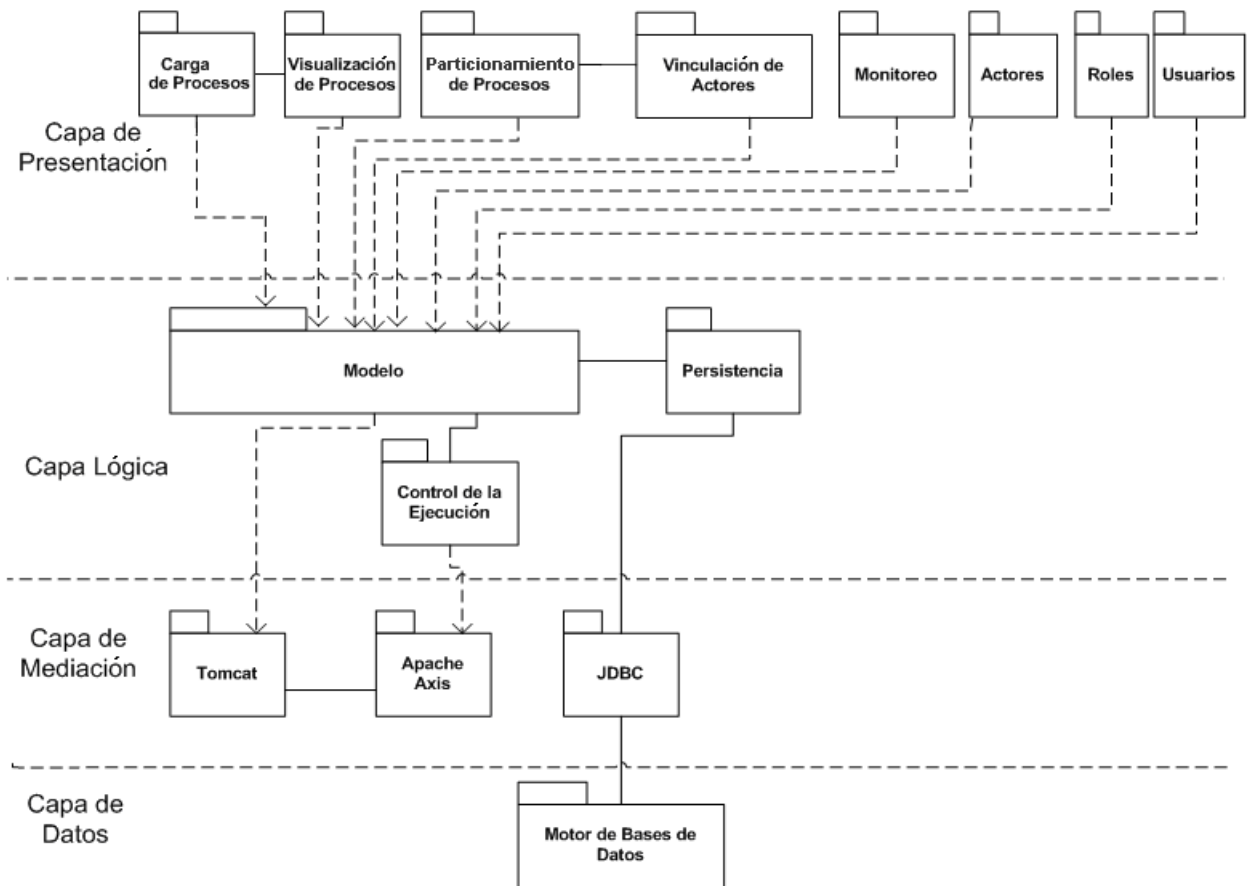 Carga
de Procesos
Visualización
de Procesos
Particionamiento
de Procesos
Vinculación de
Actores
Monitoreo
Actores
Roles
Usuarios
Capa de
Presentación
Modelo
Persistencia
Capa Lógica
Control de la
Ejecución
Capa de
Mediación
Tomcat
Apache
Axis
JDBC
Capa de
Datos
Motor de Bases de
Datos